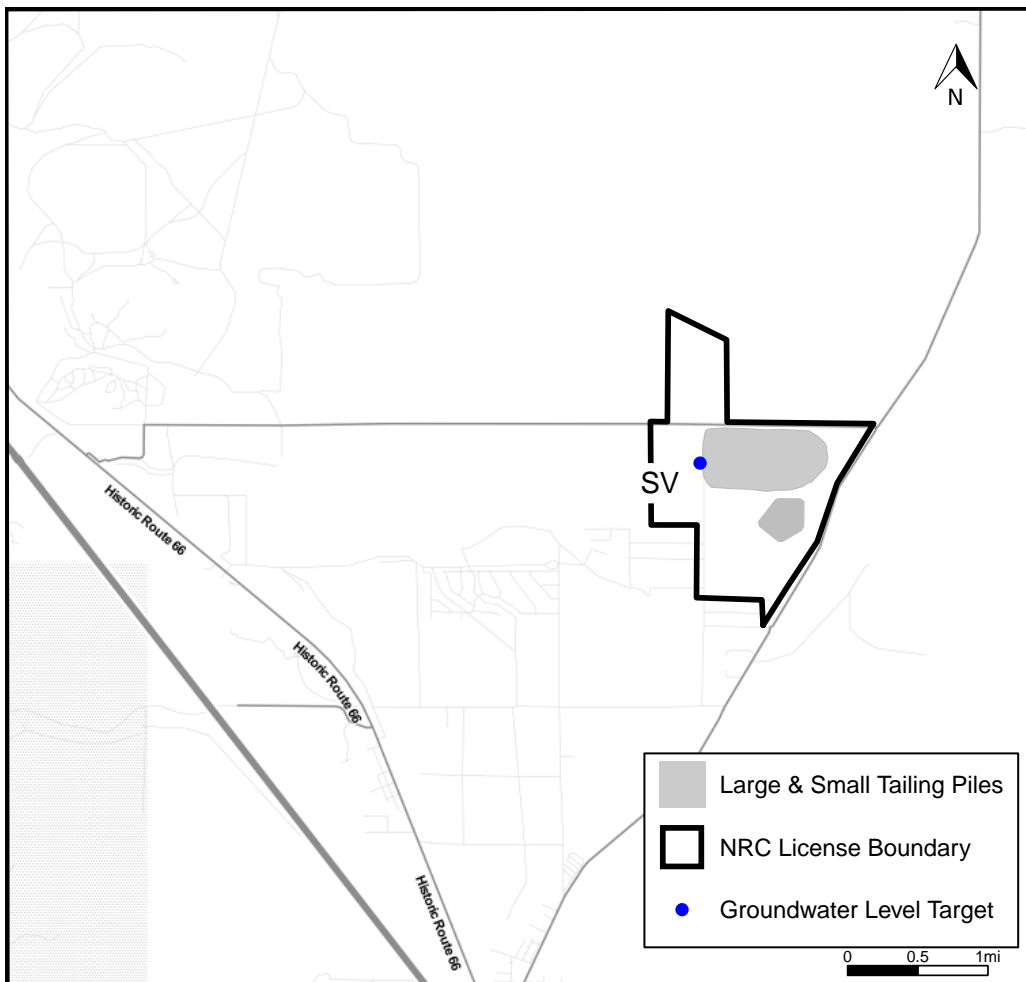 N
SV
Historic Route 66
Historic Route 66
Historic Route 66
Large & Small Tailing Piles
NRC License Boundary
Groundwater Level Target
0 0.5 1mi